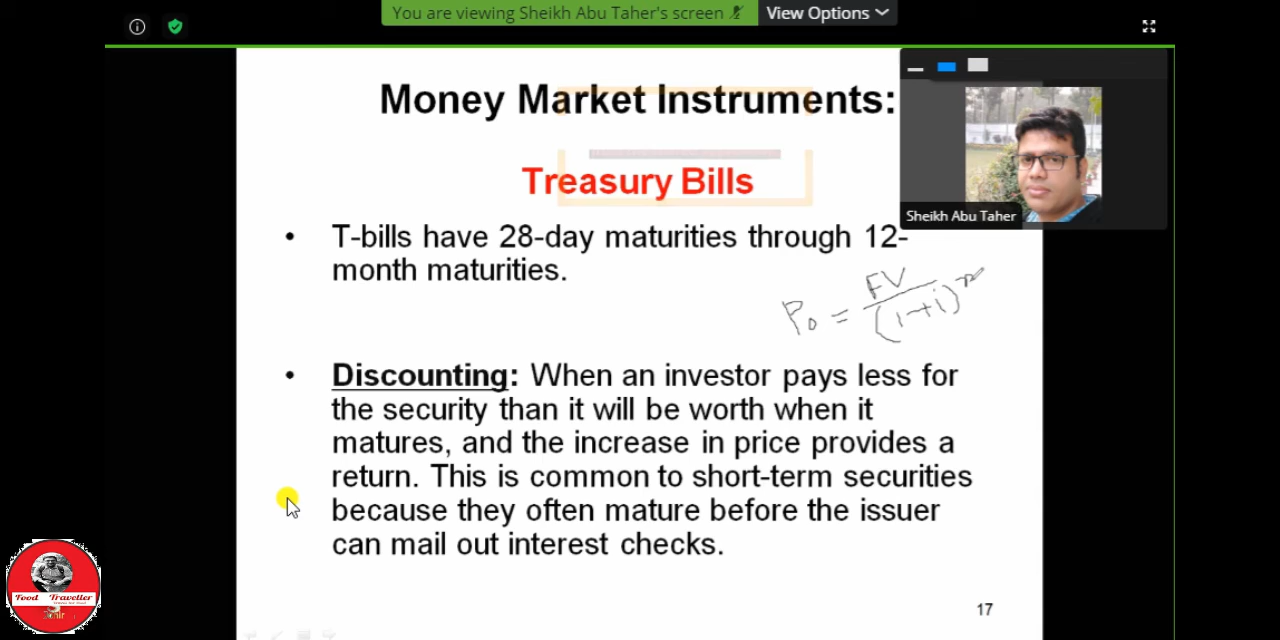 You are viewing Sheikh Abu Taher's screen
View Options
Money Market Instruments:
Treasury Bills
Sheikh Abu Taher
• T-bills have 28-day maturities through 12-
month maturities.
P0 = FV
(1+i)^n
• Discounting: When an investor pays less for
the security than it will be worth when it
matures, and the increase in price provides a
return. This is common to short-term securities
because they often mature before the issuer
can mail out interest checks.
Food Traveller
17